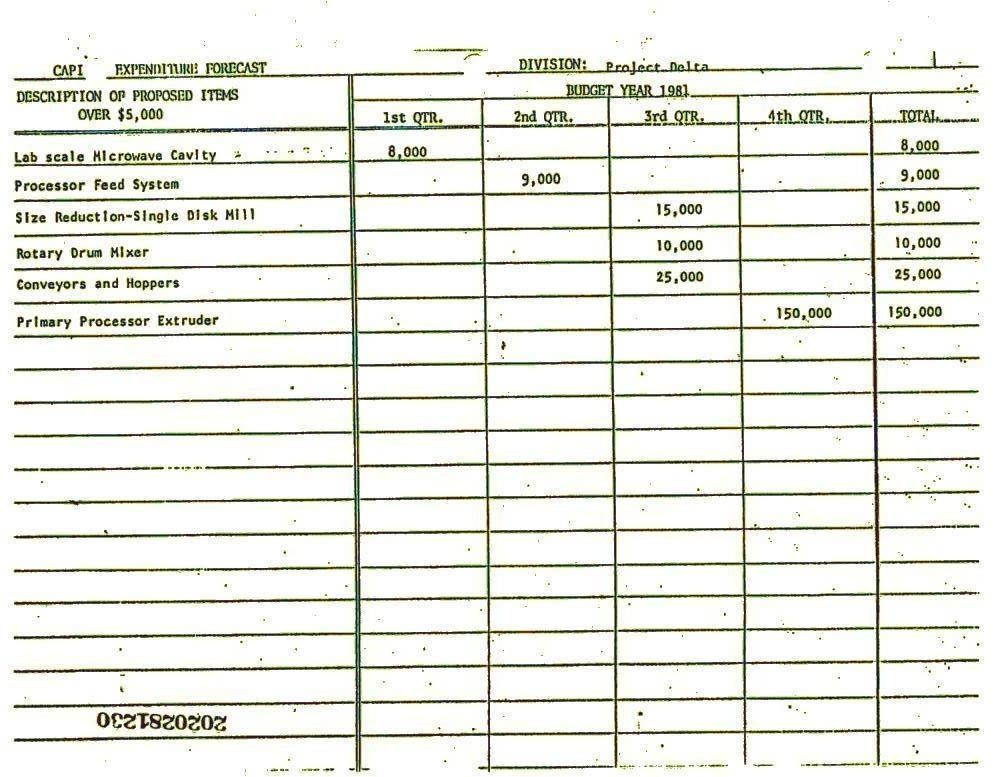 CAPI EXPENDITURE FORECAST DIVISION: Project Delta
DESCRIPTION OF PROPOSED ITEMS OVER $5,000 BUDGET YEAR 1981
1st QTR. 2nd QTR. 3rd QTR. 4th QTR. TOTAL
Lab scale Microwave Cavity 8,000 8,000
Processor Feed System 9,000 9,000
Size Reduction-Single Disk Mill 15,000 15,000
Rotary Drum Mixer 10,000 10,000
Conveyors and Hoppers 25,000 25,000
Primary Processor Extruder 150,000 150,000
2020281230